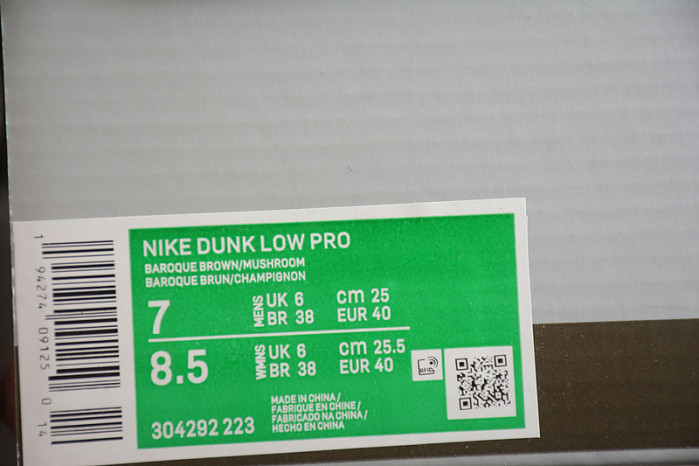 NIKE DUNK LOW PRO
BAROQUE BROWN/MUSHROOM
BAROQUE BRUN/CHAMPIGNON
7 MENS UK 6 cm 25
BR 38 EUR 40
8.5 WMNS UK 6 cm 25.5
BR 38 EUR 40
304292 223
MADE IN CHINA/
FABRIQUE EN CHINE/
FABRICADO NA CHINA/
HECHO EN CHINA
1 94274 09125 0 14